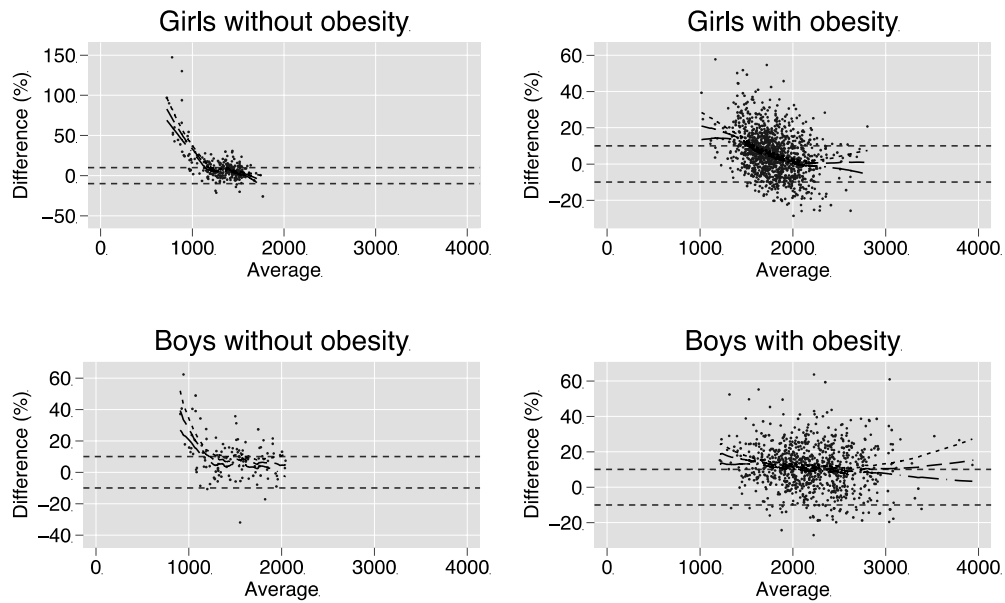 Girls without obesity.
150
100
50
0
−50
Difference (%).
0. 1000. 2000. 3000. 4000.
Average.
Girls with obesity.
60.
40.
20.
0.
−20.
Difference (%).
0. 1000. 2000. 3000. 4000.
Average.
Boys without obesity.
60.
40.
20.
0.
−20.
−40.
Difference (%).
0. 1000. 2000. 3000. 4000.
Average.
Boys with obesity.
60.
40.
20.
0.
−20.
Difference (%).
0. 1000. 2000. 3000. 4000.
Average.